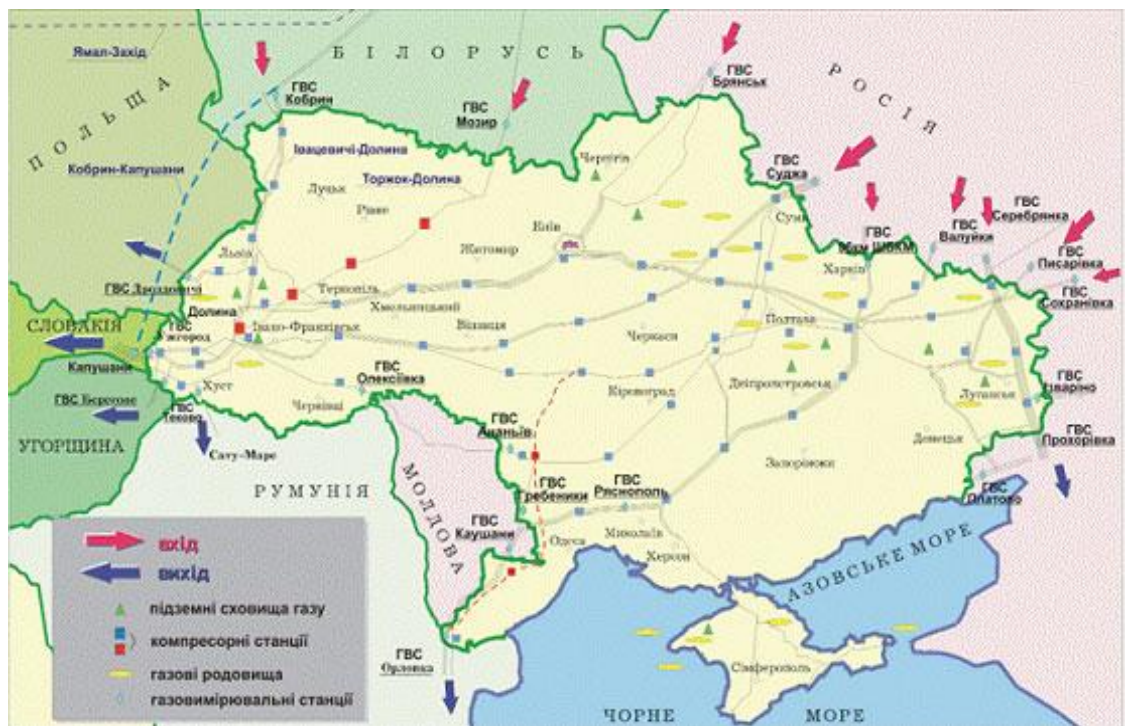 Ямал-Захід
БІЛОРУСЬ
ПОЛЬЩА
РОСІЯ
ГВС
Кобрин
ГВС
Мозир
ГВС
Брянськ
Кобрин-Капушани
Івацевичі-Долина
Торжок-Долина
Луцьк
Рівне
Чернігів
ГВС
Суджа
Суми
ГВС
Серебрянка
ГВС
Валуйки
ГВС
Писарівка
ГВС
Сохранівка
Київ
Житомир
Львів
Харків
ГВС Дроздовичі
Тернопіль
Хмельницький
Долина
СЛОВАКІЯ
ГВС
Ужгород
Івано-Франківськ
Вінниця
Черкаси
Полтава
Капушани
ГВС Берегове
Хуст
ГВС
Олексіївка
Кіровоград
Дніпропетровськ
Луганськ
ГВС
Теково
Чернівці
УГОРЩИНА
Сату-Маре
ГВС
Ананьїв
Донецьк
ГВС
Прохорівка
РУМУНІЯ
МОЛДОВА
ГВС
Гребеники
ГВС
Ряснополь
Запоріжжя
ГВС
Платово
ГВС
Каушани
Одеса
Миколаїв
Херсон
АЗОВСЬКЕ МОРЕ
вхід
вихід
підземні сховища газу
компресорні станції
газові родовища
газовимірювальні станції
ГВС
Орловка
Сімферополь
ЧОРНЕ МОРЕ